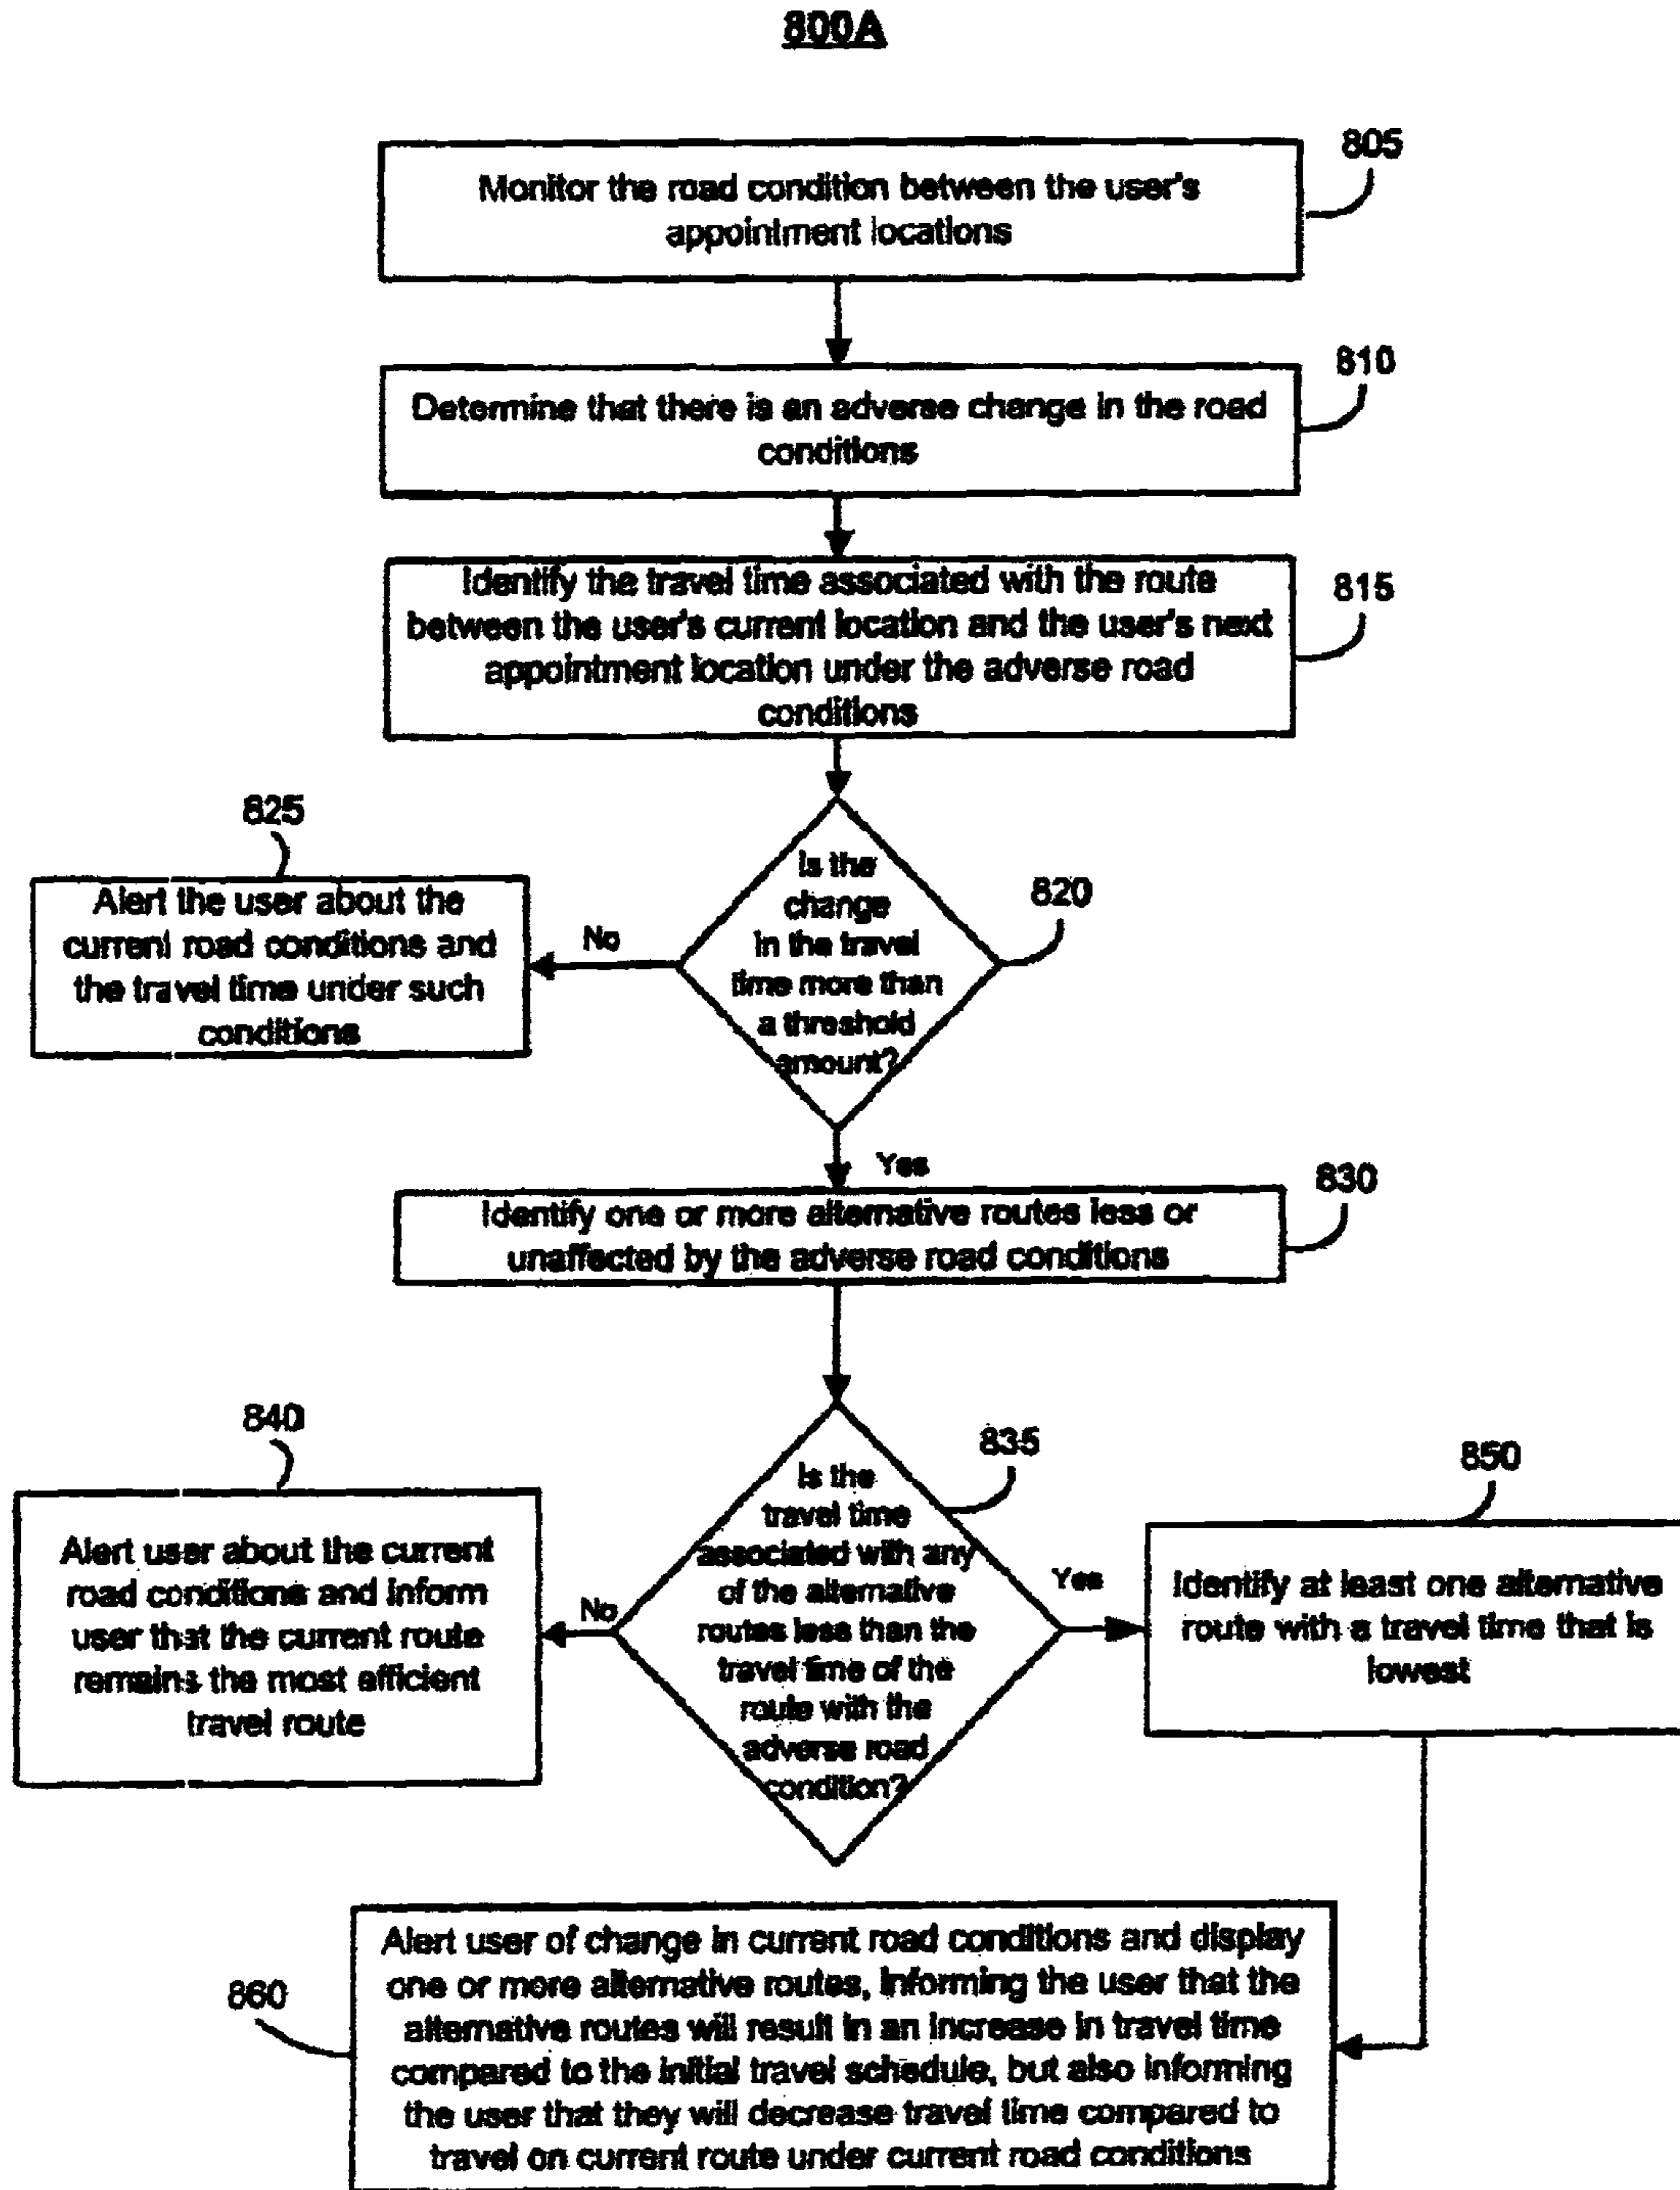 800A
805
Monitor the road condition between the user's
appointment locations
810
Determine that there is an adverse change in the road
conditions
815
Identify the travel time associated with the route
between the user's current location and the user's next
appointment location under the adverse road
conditions
825
Alert the user about the
current road conditions and
the travel time under such
conditions
No
820
Is the
change
in the travel
time more than
a threshold
amount?
Yes
830
Identify one or more alternative routes less or
unaffected by the adverse road conditions
840
Alert user about the current
road conditions and inform
user that the current route
remains the most efficient
travel route
No
835
Is the
travel time
associated with any
of the alternative
routes less than the
travel time of the
route with the
adverse road
condition?
Yes
850
Identify at least one alternative
route with a travel time that is
lowest
860
Alert user of change in current road conditions and display
one or more alternative routes, informing the user that the
alternative routes will result in an increase in travel time
compared to the initial travel schedule, but also informing
the user that they will decrease travel time compared to
travel on current route under current road conditions